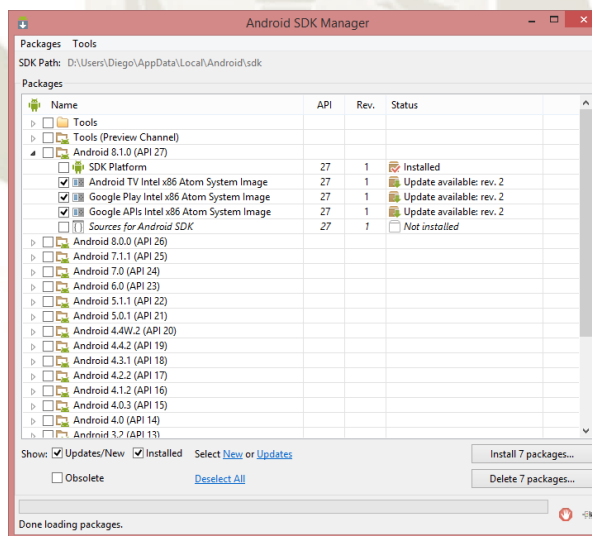 Android SDK Manager
Packages Tools
SDK Path: D:\Users\Diego\AppData\Local\Android\sdk
Packages
Name API Rev. Status
Tools
Tools (Preview Channel)
Android 8.1.0 (API 27)
SDK Platform 27 1 Installed
Android TV Intel x86 Atom System Image 27 1 Update available: rev. 2
Google Play Intel x86 Atom System Image 27 1 Update available: rev. 2
Google APIs Intel x86 Atom System Image 27 1 Update available: rev. 2
Sources for Android SDK 27 1 Not installed
Android 8.0.0 (API 26)
Android 7.1.1 (API 25)
Android 7.0 (API 24)
Android 6.0 (API 23)
Android 5.1.1 (API 22)
Android 5.0.1 (API 21)
Android 4.4W.2 (API 20)
Android 4.4.2 (API 19)
Android 4.3.1 (API 18)
Android 4.2.2 (API 17)
Android 4.1.2 (API 16)
Android 4.0.3 (API 15)
Android 4.0 (API 14)
Android 3.2 (API 13)
Show: Updates/New Installed Select New or Updates Install 7 packages...
Obsolete Deselect All Delete 7 packages...
Done loading packages.